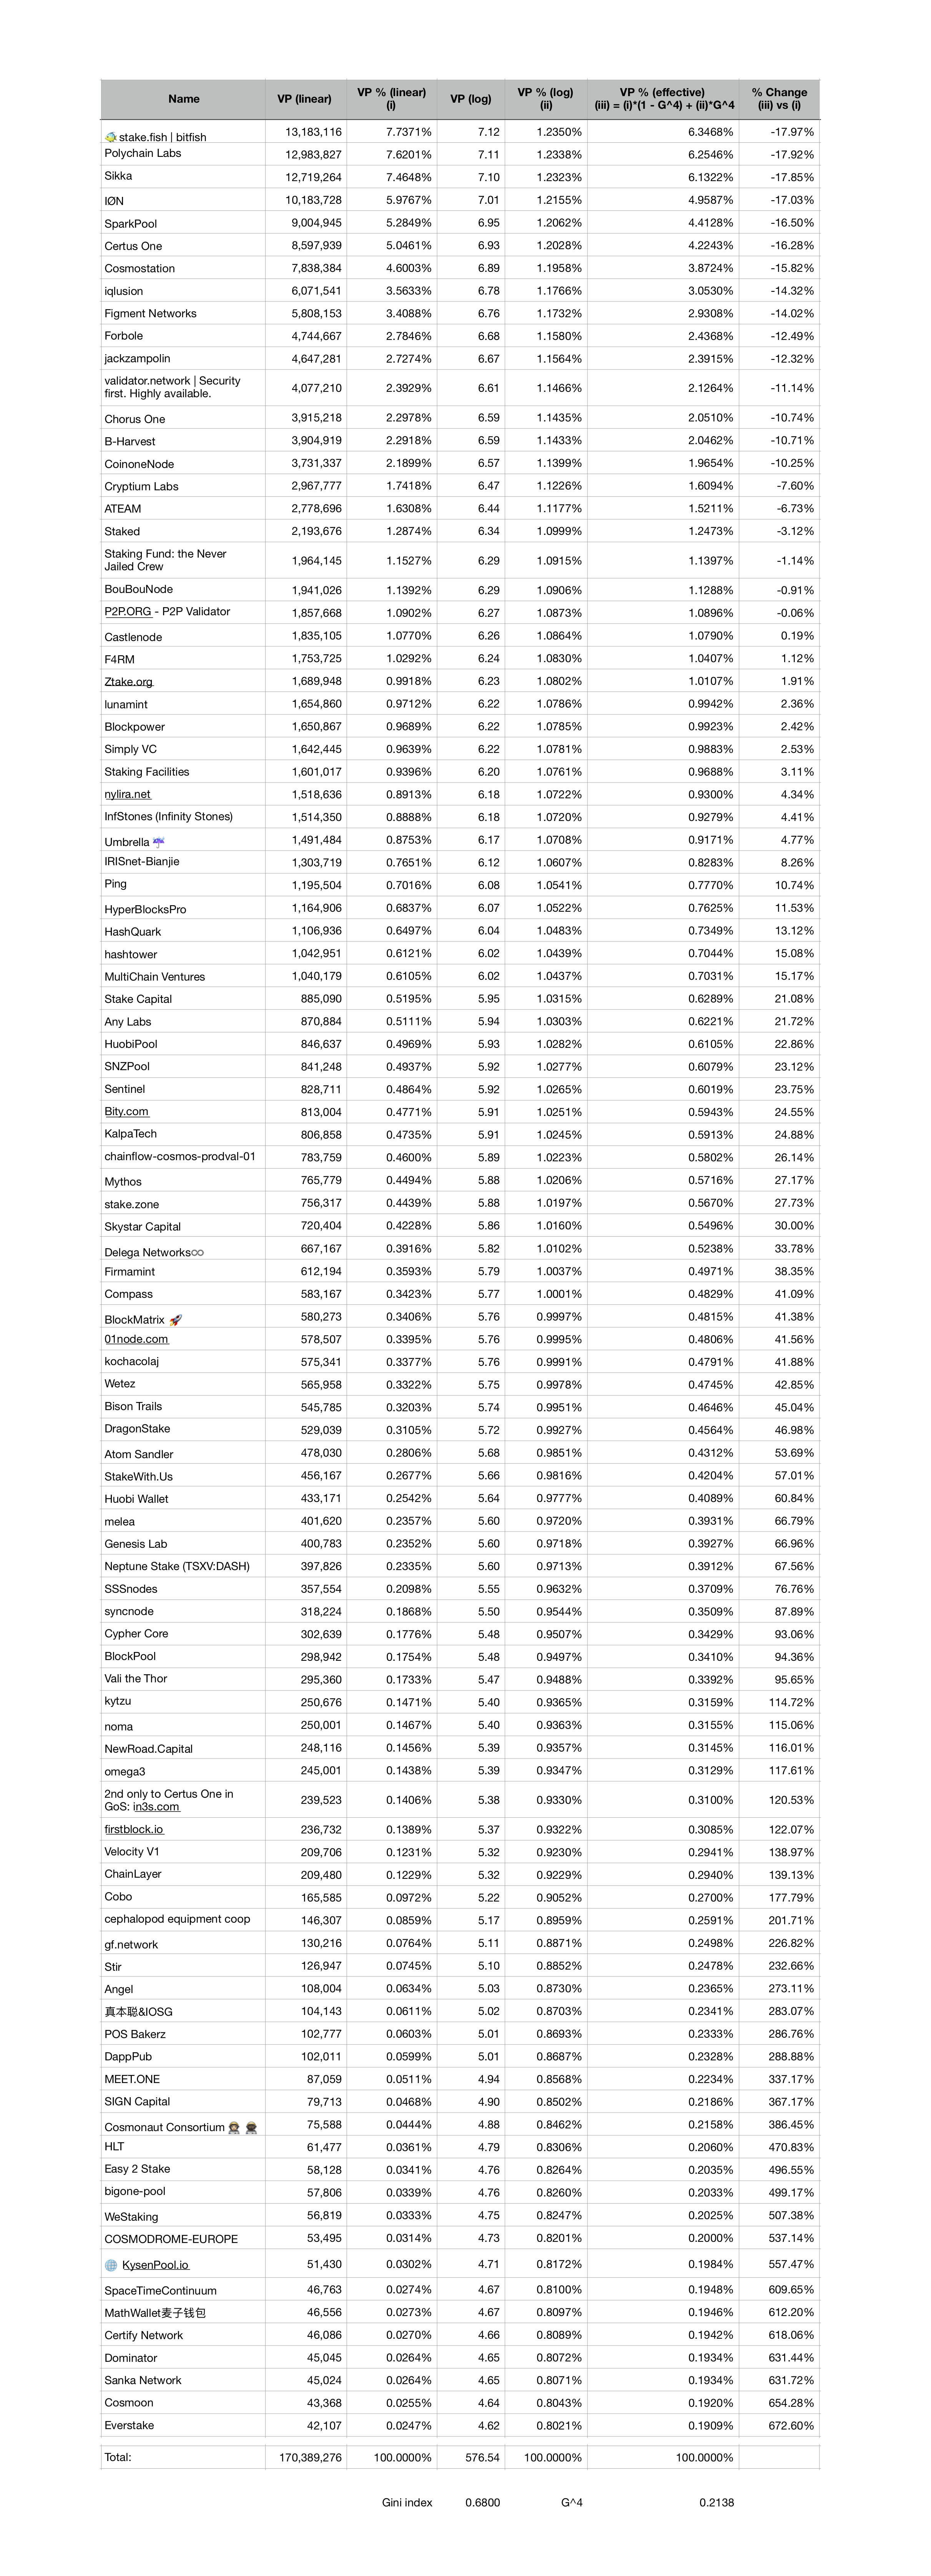 Name VP (linear) VP % (linear) (i) VP (log) VP % (log) (ii) VP % (effective) (iii) = (i)*(1 - G^4) + (ii)*G^4 % Change (iii) vs (i)
stake.fish | bitfish 13,183,116 7.7371% 7.12 1.2350% 6.3468% -17.97%
Polychain Labs 12,983,827 7.6201% 7.11 1.2338% 6.2546% -17.92%
Sikka 12,719,264 7.4648% 7.10 1.2323% 6.1322% -17.85%
IØN 10,183,728 5.9767% 7.01 1.2155% 4.9587% -17.03%
SparkPool 9,004,945 5.2849% 6.95 1.2062% 4.4128% -16.50%
Certus One 8,597,939 5.0461% 6.93 1.2028% 4.2243% -16.28%
Cosmostation 7,838,384 4.6003% 6.89 1.1958% 3.8724% -15.82%
iqlusion 6,071,541 3.5633% 6.78 1.1766% 3.0530% -14.32%
Figment Networks 5,808,153 3.4088% 6.76 1.1732% 2.9308% -14.02%
Forbole 4,744,667 2.7846% 6.68 1.1580% 2.4368% -12.49%
jackzampolin 4,647,281 2.7274% 6.67 1.1564% 2.3915% -12.32%
validator.network | Security
first. Highly available. 4,077,210 2.3929% 6.61 1.1466% 2.1264% -11.14%
Chorus One 3,915,218 2.2978% 6.59 1.1435% 2.0510% -10.74%
B-Harvest 3,904,919 2.2918% 6.59 1.1433% 2.0462% -10.71%
CoinoneNode 3,731,337 2.1899% 6.57 1.1399% 1.9654% -10.25%
Cryptium Labs 2,967,777 1.7418% 6.47 1.1226% 1.6094% -7.60%
ATEAM 2,778,696 1.6308% 6.44 1.1177% 1.5211% -6.73%
Staked 2,193,676 1.2874% 6.34 1.0999% 1.2473% -3.12%
Staking Fund: the Never
Jailed Crew 1,964,145 1.1527% 6.29 1.0915% 1.1397% -1.14%
BouBouNode 1,941,026 1.1392% 6.29 1.0906% 1.1288% -0.91%
P2P.ORG - P2P Validator 1,857,668 1.0902% 6.27 1.0873% 1.0896% -0.06%
Castlenode 1,835,105 1.0770% 6.26 1.0864% 1.0790% 0.19%
F4RM 1,753,725 1.0292% 6.24 1.0830% 1.0407% 1.12%
Ztake.org 1,689,948 0.9918% 6.23 1.0802% 1.0107% 1.91%
lunamint 1,654,860 0.9712% 6.22 1.0786% 0.9942% 2.36%
Blockpower 1,650,867 0.9689% 6.22 1.0785% 0.9923% 2.42%
Simply VC 1,642,445 0.9639% 6.22 1.0781% 0.9883% 2.53%
Staking Facilities 1,601,017 0.9396% 6.20 1.0761% 0.9688% 3.11%
nylira.net 1,518,636 0.8913% 6.18 1.0722% 0.9300% 4.34%
InfStones (Infinity Stones) 1,514,350 0.8888% 6.18 1.0720% 0.9279% 4.41%
Umbrella ☔ 1,491,484 0.8753% 6.17 1.0708% 0.9171% 4.77%
IRISnet-Bianjie 1,303,719 0.7651% 6.12 1.0607% 0.8283% 8.26%
Ping 1,195,504 0.7016% 6.08 1.0541% 0.7770% 10.74%
HyperBlocksPro 1,164,906 0.6837% 6.07 1.0522% 0.7625% 11.53%
HashQuark 1,106,936 0.6497% 6.04 1.0483% 0.7349% 13.12%
hashtower 1,042,951 0.6121% 6.02 1.0439% 0.7044% 15.08%
MultiChain Ventures 1,040,179 0.6105% 6.02 1.0437% 0.7031% 15.17%
Stake Capital 885,090 0.5195% 5.95 1.0315% 0.6289% 21.08%
Any Labs 870,884 0.5111% 5.94 1.0303% 0.6221% 21.72%
HuobiPool 846,637 0.4969% 5.93 1.0282% 0.6105% 22.86%
SNZPool 841,248 0.4937% 5.92 1.0277% 0.6079% 23.12%
Sentinel 828,711 0.4864% 5.92 1.0265% 0.6019% 23.75%
Bity.com 813,004 0.4771% 5.91 1.0251% 0.5943% 24.55%
KalpaTech 806,858 0.4735% 5.91 1.0245% 0.5913% 24.88%
chainflow-cosmos-prodval-01 783,759 0.4600% 5.89 1.0223% 0.5802% 26.14%
Mythos 765,779 0.4494% 5.88 1.0206% 0.5716% 27.17%
stake.zone 756,317 0.4439% 5.88 1.0197% 0.5670% 27.73%
Skystar Capital 720,404 0.4228% 5.86 1.0160% 0.5496% 30.00%
Delega Networks∞ 667,167 0.3916% 5.82 1.0102% 0.5238% 33.78%
Firmamint 612,194 0.3593% 5.79 1.0037% 0.4971% 38.35%
Compass 583,167 0.3423% 5.77 1.0001% 0.4829% 41.09%
BlockMatrix 🚀 580,273 0.3406% 5.76 0.9997% 0.4815% 41.38%
01node.com 578,507 0.3395% 5.76 0.9995% 0.4806% 41.56%
kochacolaj 575,341 0.3377% 5.76 0.9991% 0.4791% 41.88%
Wetez 565,958 0.3322% 5.75 0.9978% 0.4745% 42.85%
Bison Trails 545,785 0.3203% 5.74 0.9951% 0.4646% 45.04%
DragonStake 529,039 0.3105% 5.72 0.9927% 0.4564% 46.98%
Atom Sandler 478,030 0.2806% 5.68 0.9851% 0.4312% 53.69%
StakeWith.Us 456,167 0.2677% 5.66 0.9816% 0.4204% 57.01%
Huobi Wallet 433,171 0.2542% 5.64 0.9777% 0.4089% 60.84%
melea 401,620 0.2357% 5.60 0.9720% 0.3931% 66.79%
Genesis Lab 400,783 0.2352% 5.60 0.9718% 0.3927% 66.96%
Neptune Stake (TSXV:DASH) 397,826 0.2335% 5.60 0.9713% 0.3912% 67.56%
SSSnodes 357,554 0.2098% 5.55 0.9632% 0.3709% 76.76%
syncnode 318,224 0.1868% 5.50 0.9544% 0.3509% 87.89%
Cypher Core 302,639 0.1776% 5.48 0.9507% 0.3429% 93.06%
BlockPool 298,942 0.1754% 5.48 0.9497% 0.3410% 94.36%
Vali the Thor 295,360 0.1733% 5.47 0.9488% 0.3392% 95.65%
kytzu 250,676 0.1471% 5.40 0.9365% 0.3159% 114.72%
noma 250,001 0.1467% 5.40 0.9363% 0.3155% 115.06%
NewRoad.Capital 248,116 0.1456% 5.39 0.9357% 0.3145% 116.01%
omega3 245,001 0.1438% 5.39 0.9347% 0.3129% 117.61%
2nd only to Certus One in
GoS: in3s.com 239,523 0.1406% 5.38 0.9330% 0.3100% 120.53%
firstblock.io 236,732 0.1389% 5.37 0.9322% 0.3085% 122.07%
Velocity V1 209,706 0.1231% 5.32 0.9230% 0.2941% 138.97%
ChainLayer 209,480 0.1229% 5.32 0.9229% 0.2940% 139.13%
Cobo 165,585 0.0972% 5.22 0.9052% 0.2700% 177.79%
cephalopod equipment coop 146,307 0.0859% 5.17 0.8959% 0.2591% 201.71%
gf.network 130,216 0.0764% 5.11 0.8871% 0.2498% 226.82%
Stir 126,947 0.0745% 5.10 0.8852% 0.2478% 232.66%
Angel 108,004 0.0634% 5.03 0.8730% 0.2365% 273.11%
真本聪&IOSG 104,143 0.0611% 5.02 0.8703% 0.2341% 283.07%
POS Bakerz 102,777 0.0603% 5.01 0.8693% 0.2333% 286.76%
DappPub 102,011 0.0599% 5.01 0.8687% 0.2328% 288.88%
MEET.ONE 87,059 0.0511% 4.94 0.8568% 0.2234% 337.17%
SIGN Capital 79,713 0.0468% 4.90 0.8502% 0.2186% 367.17%
Cosmonaut Consortium 75,588 0.0444% 4.88 0.8462% 0.2158% 386.45%
HLT 61,477 0.0361% 4.79 0.8306% 0.2060% 470.83%
Easy 2 Stake 58,128 0.0341% 4.76 0.8264% 0.2035% 496.55%
bigone-pool 57,806 0.0339% 4.76 0.8260% 0.2033% 499.17%
WeStaking 56,819 0.0333% 4.75 0.8247% 0.2025% 507.38%
COSMODROME-EUROPE 53,495 0.0314% 4.73 0.8201% 0.2000% 537.14%
🌐 KysenPool.io 51,430 0.0302% 4.71 0.8172% 0.1984% 557.47%
SpaceTimeContinuum 46,763 0.0274% 4.67 0.8100% 0.1948% 609.65%
MathWallet麦子钱包 46,556 0.0273% 4.67 0.8097% 0.1946% 612.20%
Certify Network 46,086 0.0270% 4.66 0.8089% 0.1942% 618.06%
Dominator 45,045 0.0264% 4.65 0.8072% 0.1934% 631.44%
Sanka Network 45,024 0.0264% 4.65 0.8071% 0.1934% 631.72%
Cosmoon 43,368 0.0255% 4.64 0.8043% 0.1920% 654.28%
Everstake 42,107 0.0247% 4.62 0.8021% 0.1909% 672.60%
Total: 170,389,276 100.0000% 576.54 100.0000% 100.0000%
Gini index 0.6800 G^4 0.2138